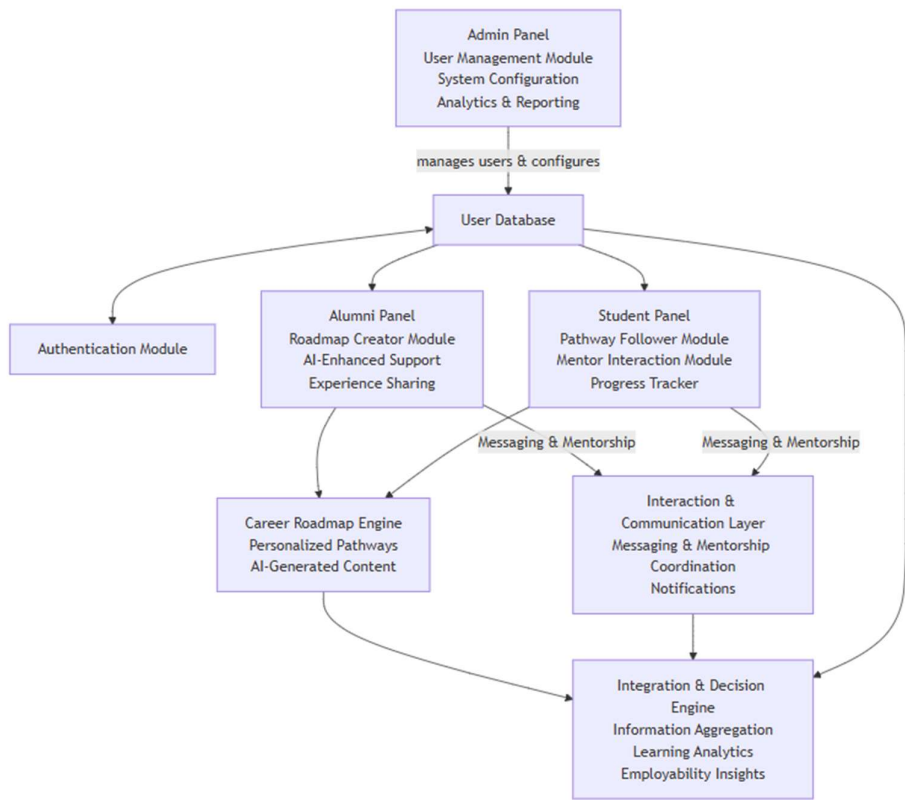 Admin Panel
User Management Module
System Configuration
Analytics & Reporting
manages users & configures
User Database
Authentication Module
Alumni Panel
Roadmap Creator Module
AI-Enhanced Support
Experience Sharing
Student Panel
Pathway Follower Module
Mentor Interaction Module
Progress Tracker
Messaging & Mentorship
Messaging & Mentorship
Career Roadmap Engine
Personalized Pathways
AI-Generated Content
Interaction &
Communication Layer
Messaging & Mentorship
Coordination
Notifications
Integration & Decision
Engine
Information Aggregation
Learning Analytics
Employability Insights